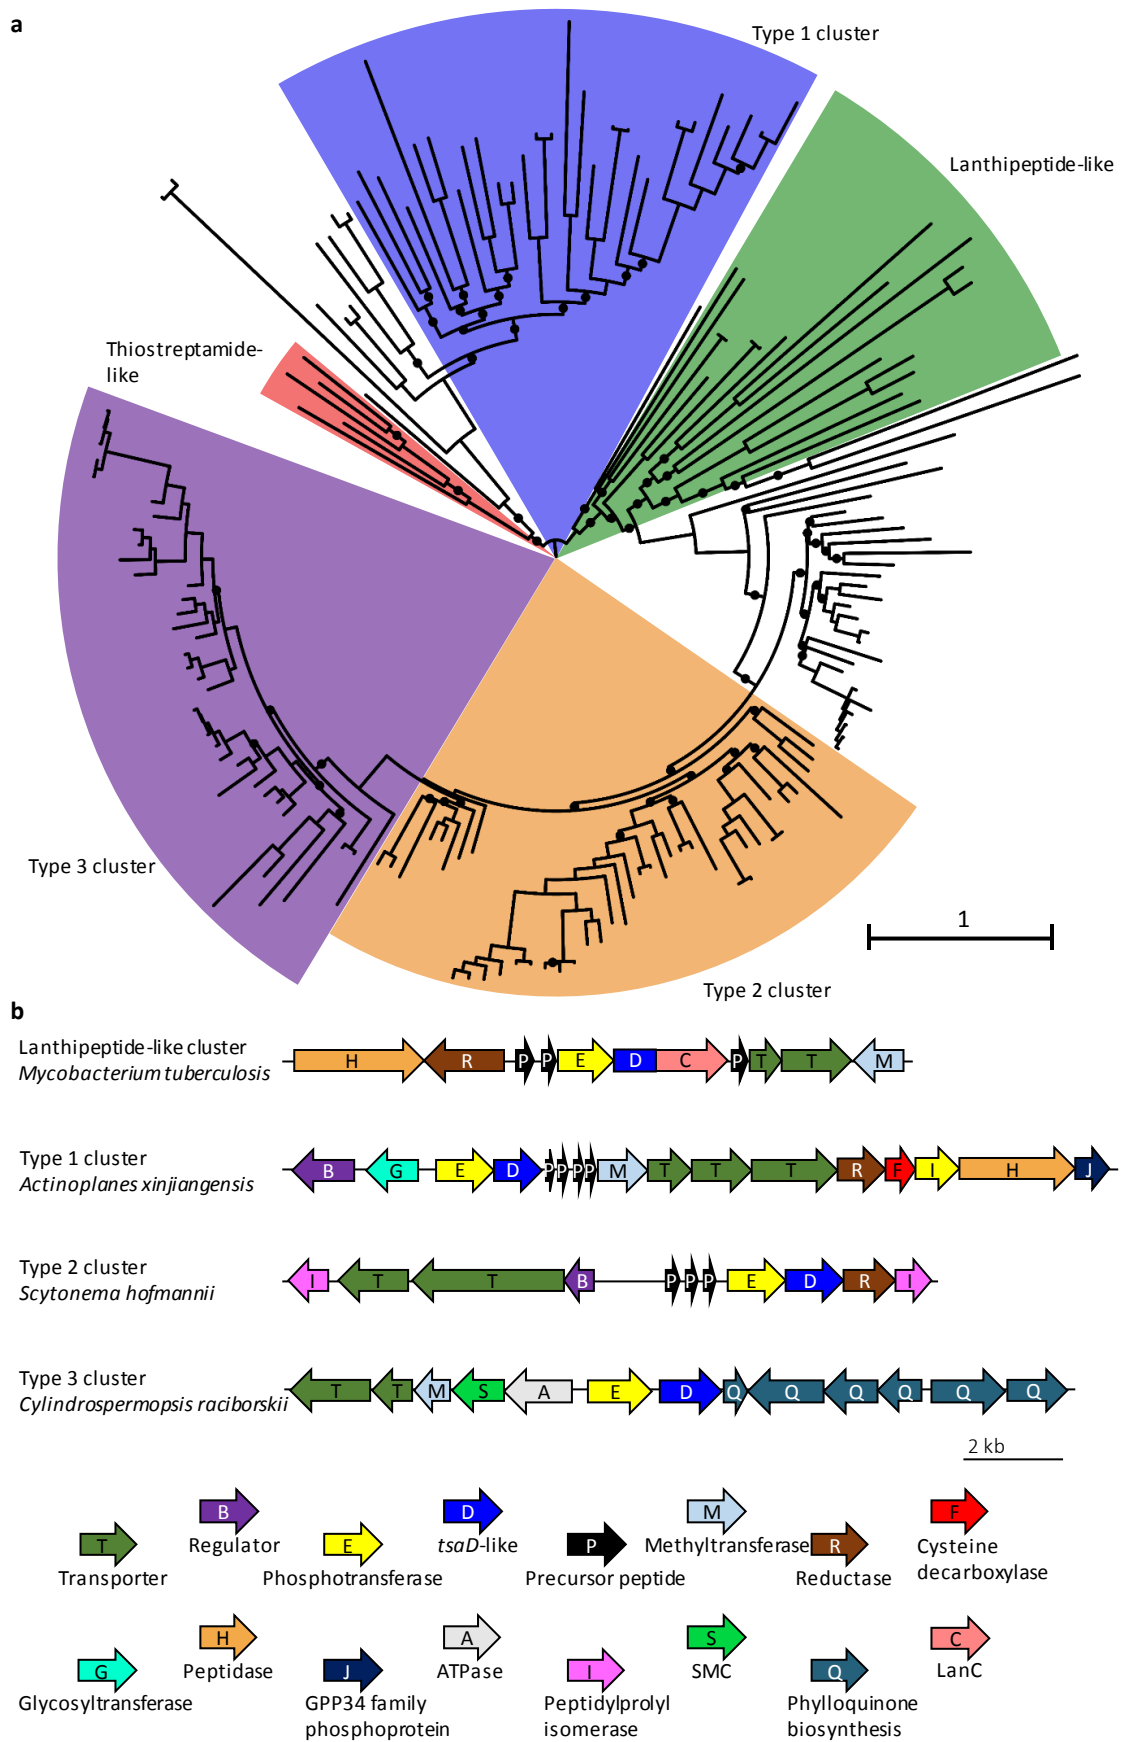 a
Type 1 cluster
Lanthipeptide-like
Thiostreptamide-
like
Type 3 cluster
1
Type 2 cluster
b
Lanthipeptide-like cluster
Mycobacterium tuberculosis
H R P P E D C P T T M
Type 1 cluster
Actinoplanes xinjiangensis
B G E D P P P P M T T T R F I H J
Type 2 cluster
Scytonema hofmannii
I T T B P P P E D R I
Type 3 cluster
Cylindrospermopsis raciborskii
T T M S A E D Q Q Q Q Q Q
2 kb
B D M F
T E P R
Regulator tsaD-like Methyltransferase Cysteine
decarboxylase
Transporter Phosphotransferase Precursor peptide Reductase
H A S C
G J I Q
Peptidase ATPase SMC LanC
Glycosyltransferase GPP34 family Peptidylprolyl Phylloquinone
phosphoprotein isomerase biosynthesis